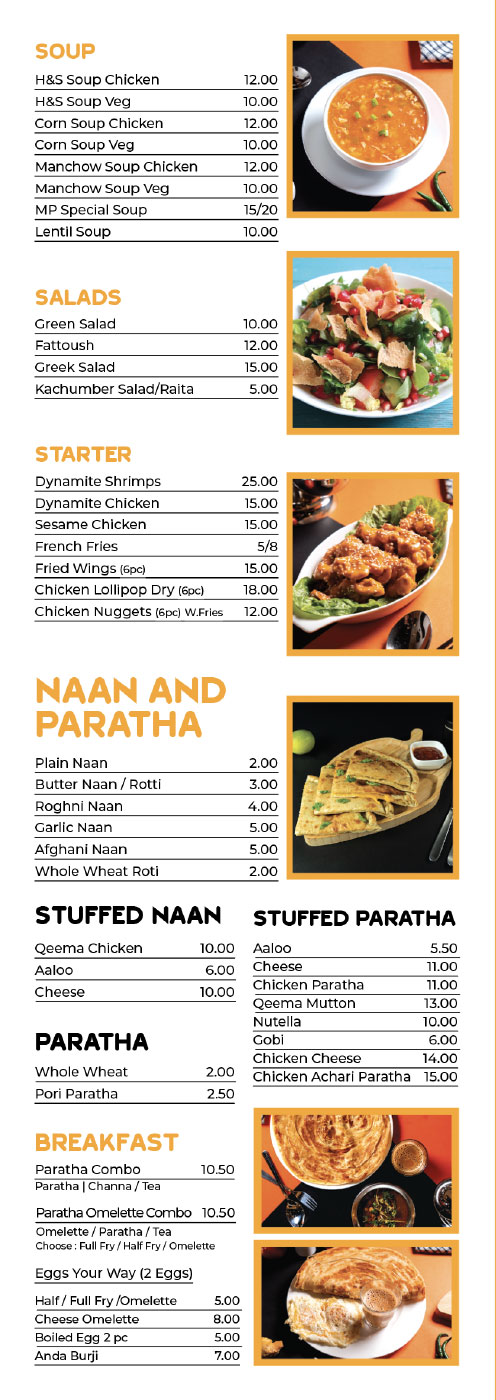 SOUP
H&S Soup Chicken 12.00
H&S Soup Veg 10.00
Corn Soup Chicken 12.00
Corn Soup Veg 10.00
Manchow Soup Chicken 12.00
Manchow Soup Veg 10.00
MP Special Soup 15/20
Lentil Soup 10.00
SALADS
Green Salad 10.00
Fattoush 12.00
Greek Salad 15.00
Kachumber Salad/Raita 5.00
STARTER
Dynamite Shrimps 25.00
Dynamite Chicken 15.00
Sesame Chicken 15.00
French Fries 5/8
Fried Wings (6pc) 15.00
Chicken Lollipop Dry (6pc) 18.00
Chicken Nuggets (6pc) W.Fries 12.00
NAAN AND
PARATHA
Plain Naan 2.00
Butter Naan / Rotti 3.00
Roghni Naan 4.00
Garlic Naan 5.00
Afghani Naan 5.00
Whole Wheat Roti 2.00
STUFFED NAAN
Qeema Chicken 10.00
Aaloo 6.00
Cheese 10.00
PARATHA
Whole Wheat 2.00
Pori Paratha 2.50
STUFFED PARATHA
Aaloo 5.50
Cheese 11.00
Chicken Paratha 11.00
Qeema Mutton 13.00
Nutella 10.00
Gobi 6.00
Chicken Cheese 14.00
Chicken Achari Paratha 15.00
BREAKFAST
Paratha Combo 10.50
Paratha | Channa / Tea
Paratha Omelette Combo 10.50
Omelette / Paratha / Tea
Choose : Full Fry / Half Fry / Omelette
Eggs Your Way (2 Eggs)
Half / Full Fry /Omelette 5.00
Cheese Omelette 8.00
Boiled Egg 2 pc 5.00
Anda Burji 7.00